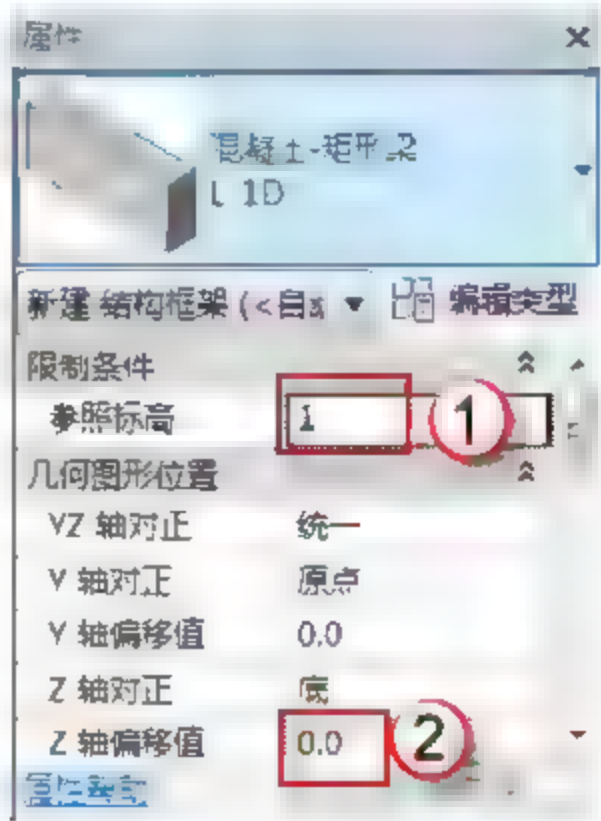 属性
混凝土-矩形梁
L 1D
新建 结构框架 (<自 编辑类型
限制条件
参照标高 1 1
几何图形位置
YZ 轴对正 统一
Y 轴对正 原点
Y 轴偏移值 0.0
Z 轴对正 底
Z 轴偏移值 0.0 2
属性帮助